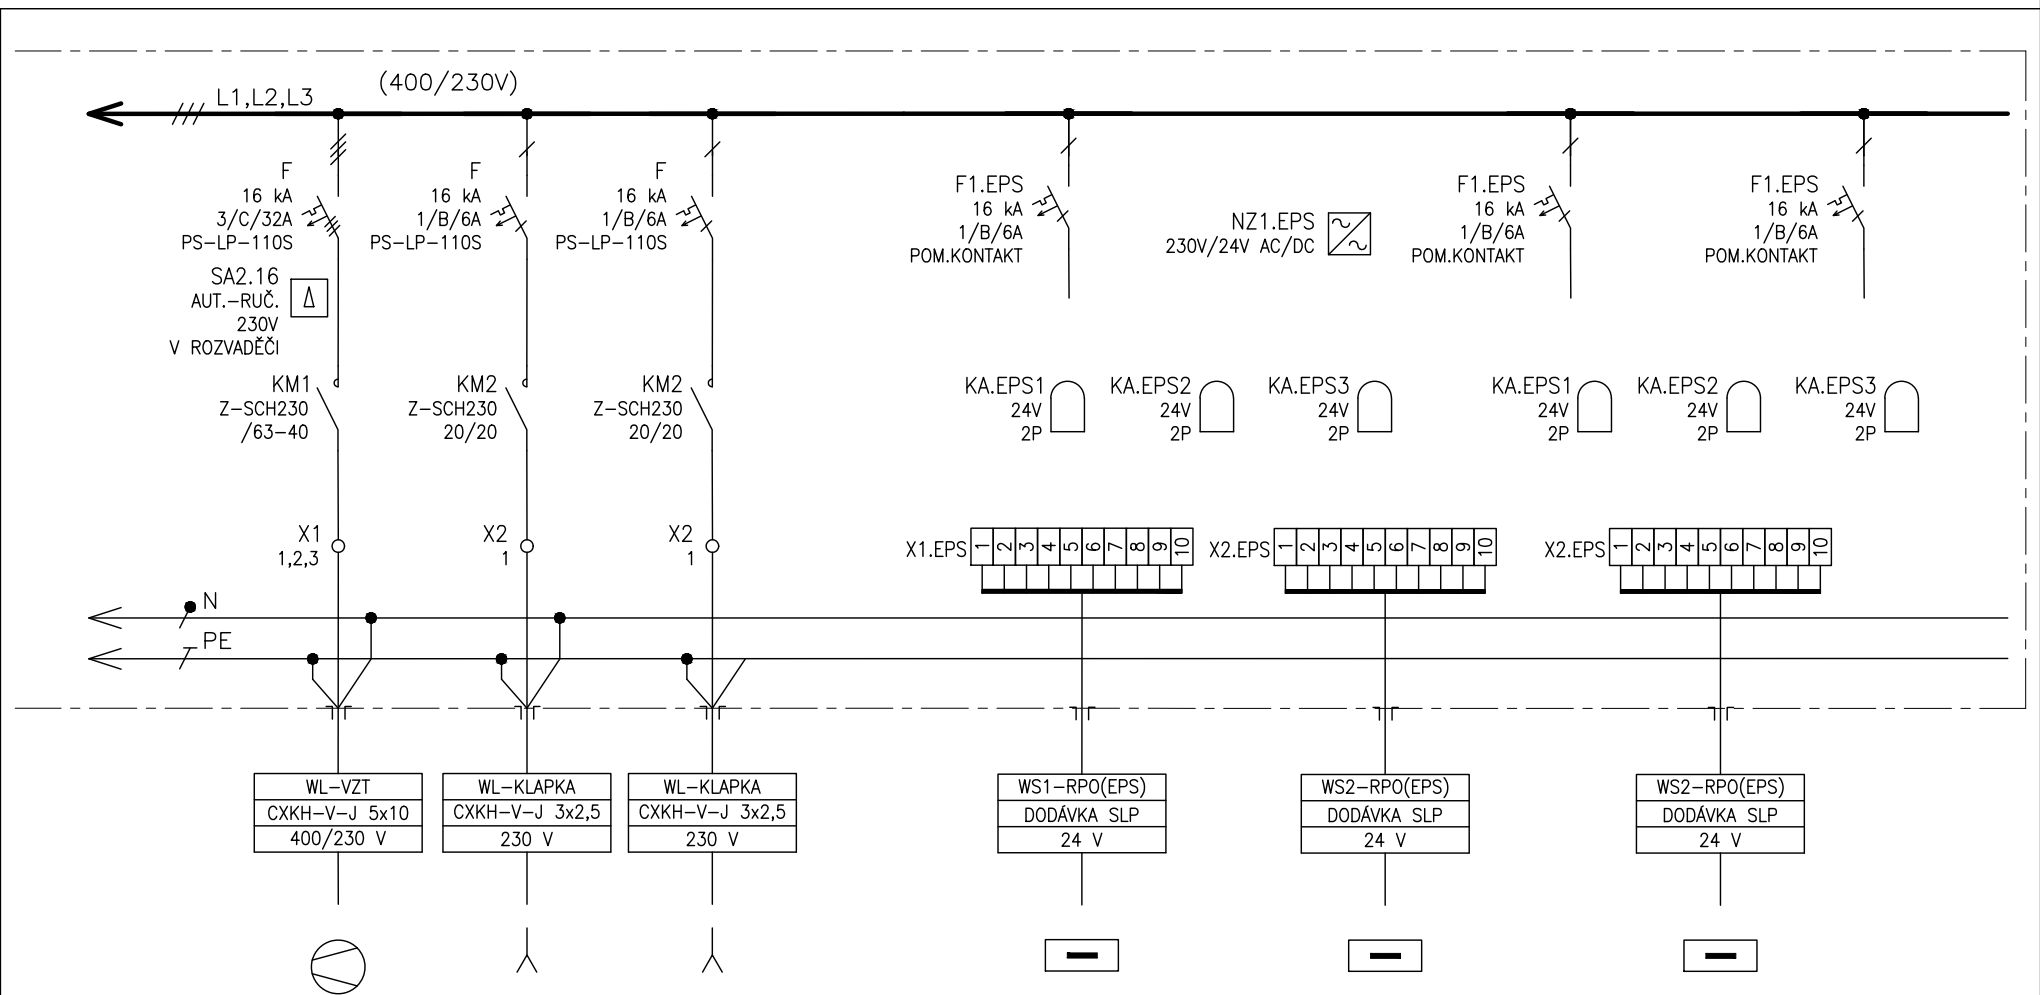 (400/230V)
L1,L2,L3
F
16 kA
3/C/32A
PS-LP-110S
F
16 kA
1/B/6A
PS-LP-110S
F
16 kA
1/B/6A
PS-LP-110S
F1.EPS
16 kA
1/B/6A
POM.KONTAKT
NZ1.EPS
230V/24V AC/DC
F1.EPS
16 kA
1/B/6A
POM.KONTAKT
F1.EPS
16 kA
1/B/6A
POM.KONTAKT
SA2.16
AUT.-RUČ.
230V
V ROZVADĚČI
KM1
Z-SCH230
/63-40
KM2
Z-SCH230
20/20
KM2
Z-SCH230
20/20
KA.EPS1
24V
2P
KA.EPS2
24V
2P
KA.EPS3
24V
2P
KA.EPS1
24V
2P
KA.EPS2
24V
2P
KA.EPS3
24V
2P
X1
1,2,3
X2
1
X2
1
X1.EPS 1 2 3 4 5 6 7 8 9 10
X2.EPS 1 2 3 4 5 6 7 8 9 10
X2.EPS 1 2 3 4 5 6 7 8 9 10
N
PE
WL-VZT
CXKH-V-J 5x10
400/230 V
WL-KLAPKA
CXKH-V-J 3x2,5
230 V
WL-KLAPKA
CXKH-V-J 3x2,5
230 V
WS1-RPO(EPS)
DODÁVKA SLP
24 V
WS2-RPO(EPS)
DODÁVKA SLP
24 V
WS2-RPO(EPS)
DODÁVKA SLP
24 V